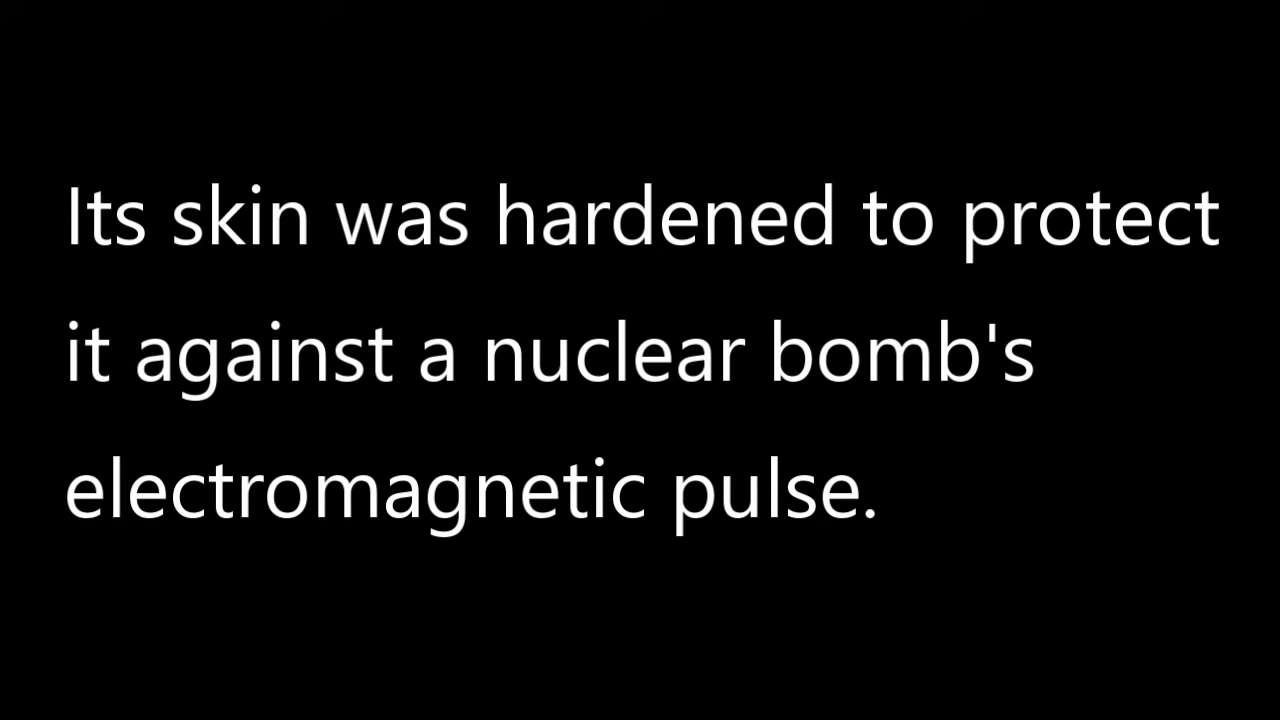 Its skin was hardened to protect
it against a nuclear bomb's
electromagnetic pulse.